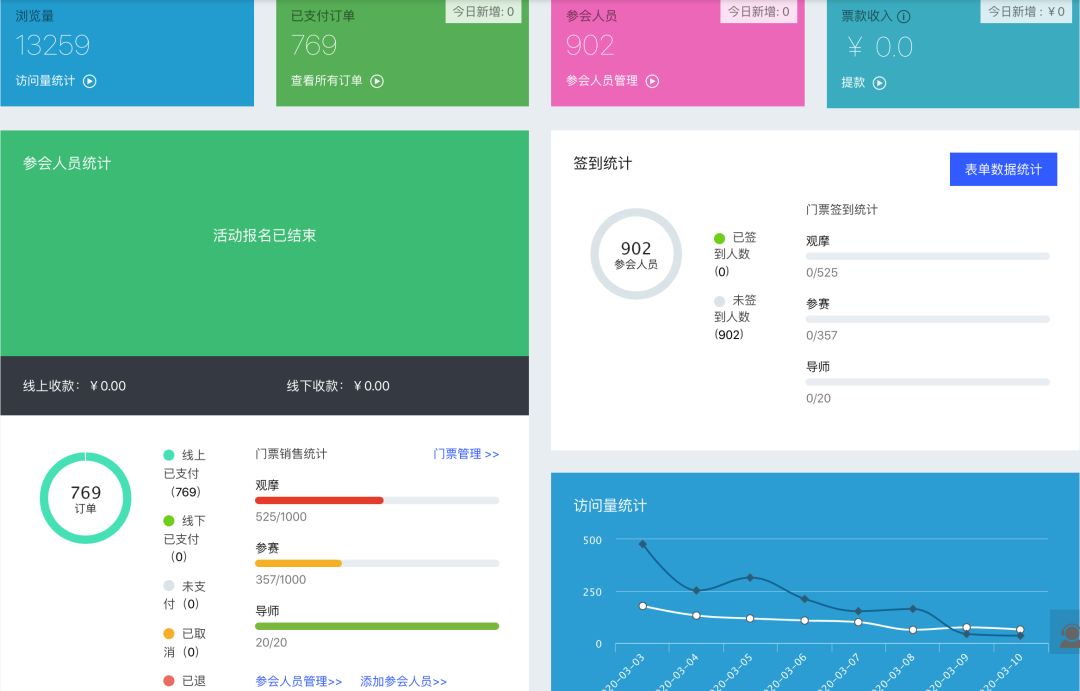 浏览量
13259
访问量统计
已支付订单
今日新增: 0
769
查看所有订单
参会人员
今日新增: 0
902
参会人员管理
票款收入
今日新增 : ¥ 0
¥ 0.0
提款
参会人员统计
活动报名已结束
线上收款: ¥ 0.00
线下收款: ¥ 0.00
769
订单
线上
已支付
(769)
线下
已支付
(0)
未支
付 (0)
已取
消 (0)
已退
门票销售统计
门票管理 >>
观摩
525/1000
参赛
357/1000
导师
20/20
参会人员管理>>
添加参会人员>>
签到统计
表单数据统计
902
参会人员
已签
到人数
(0)
未签
到人数
(902)
门票签到统计
观摩
0/525
参赛
0/357
导师
0/20
访问量统计
500
250
0
20-03-03
20-03-04
20-03-05
20-03-06
20-03-07
20-03-08
20-03-09
20-03-10